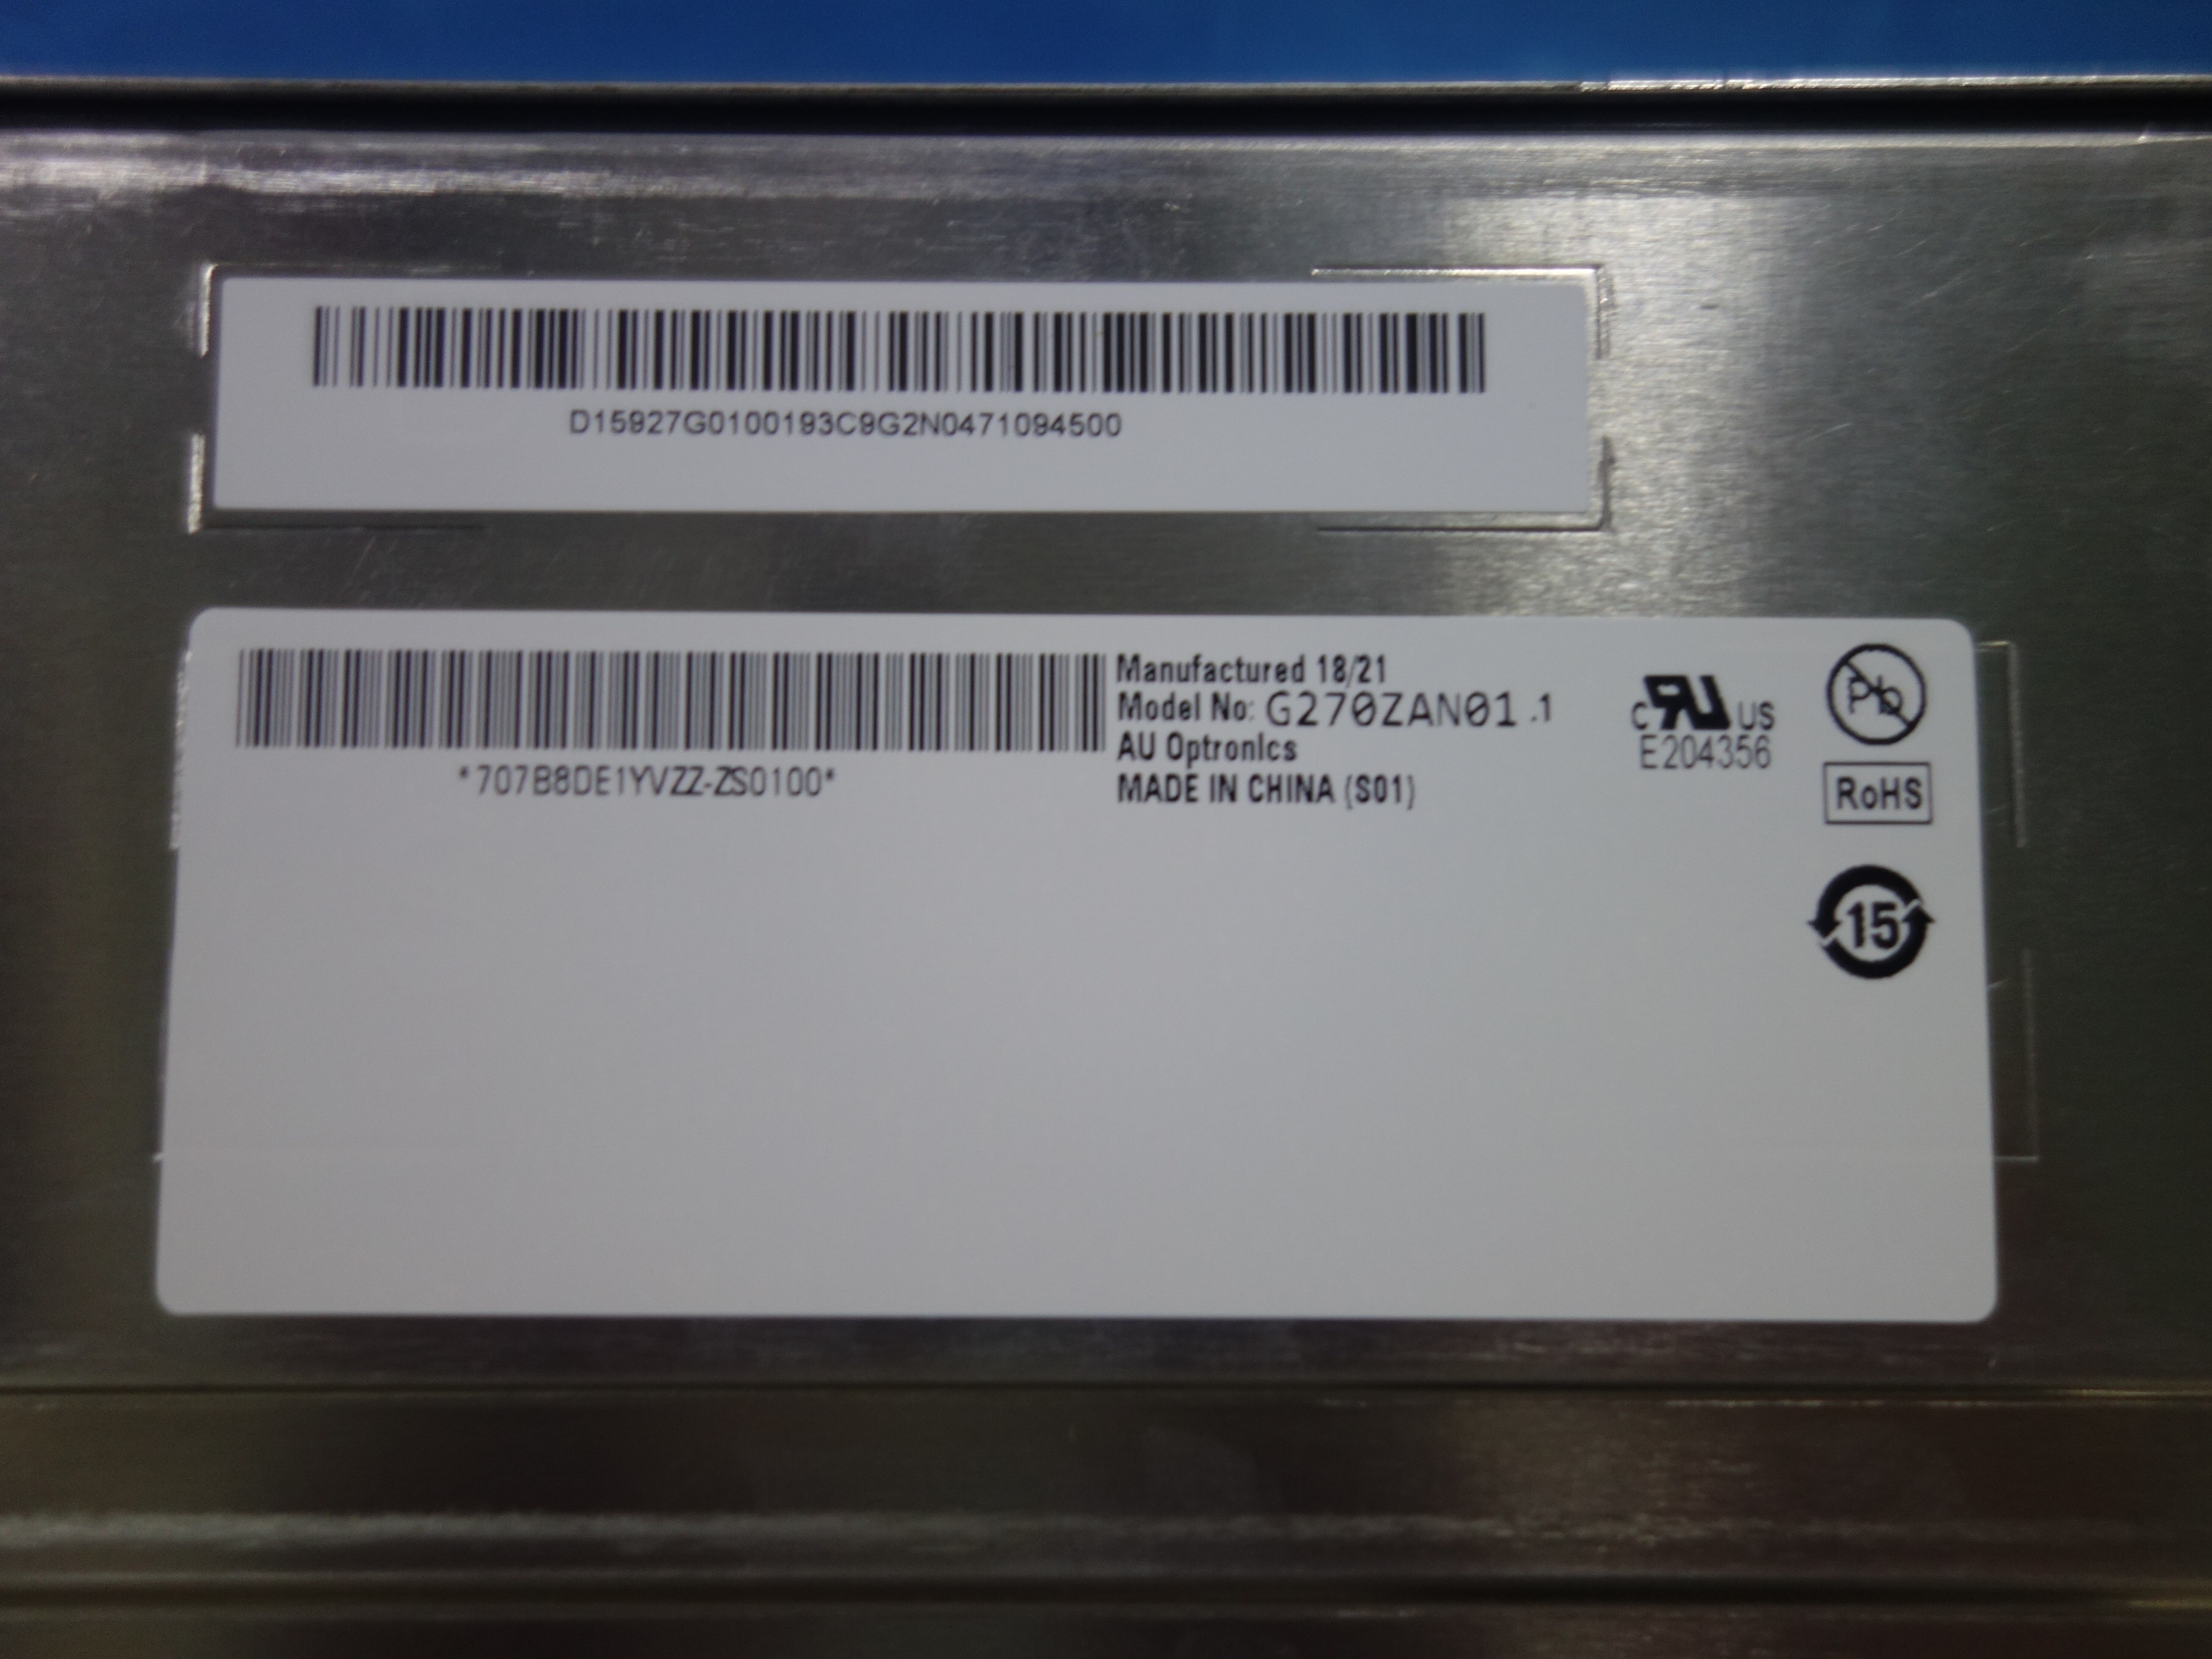 D15927G0100193C9G2N0471094500
*707B8DE1YVZZ-ZS0100*
Manufactured 18/21
Model No: G270ZAN01 .1
AU Optronics
MADE IN CHINA (S01)
c RU US
E204356
Pb
RoHS
15